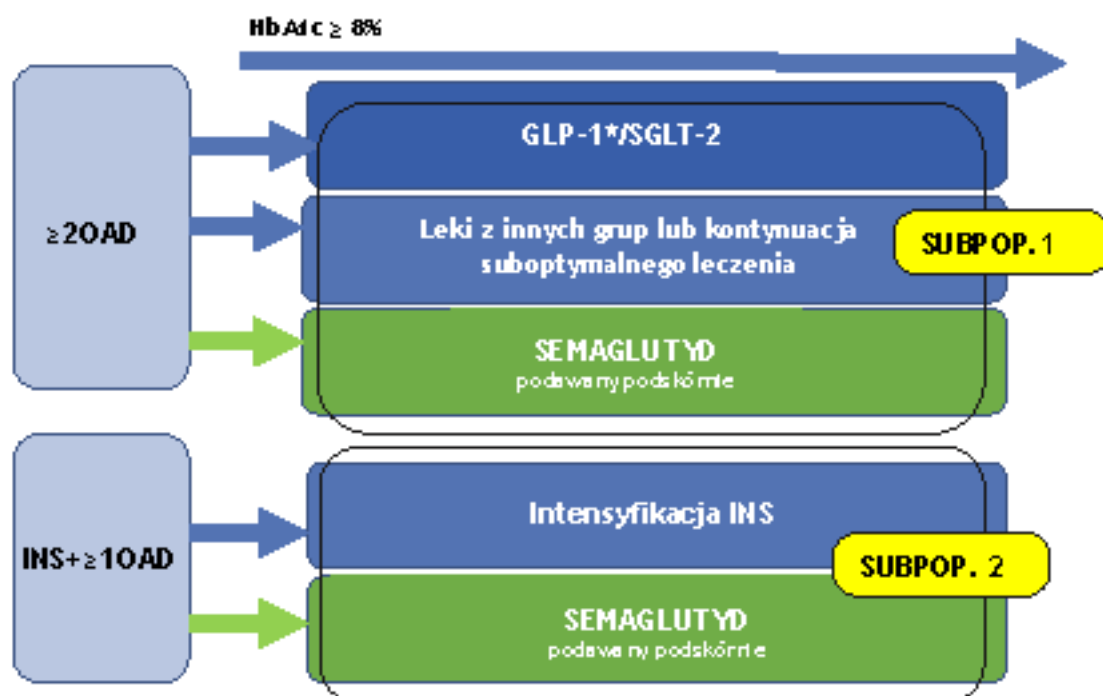 HbA1c ≥ 8%
≥2OAD
GLP-1*/SGLT-2
Leki z innych grup lub kontynuacja
suboptymalnego leczenia
SUBPOP. 1
SEMAGLUTYD
podawany podskórnie
INS+≥1OAD
Intensyfikacja INS
SUBPOP. 2
SEMAGLUTYD
podawany podskórnie